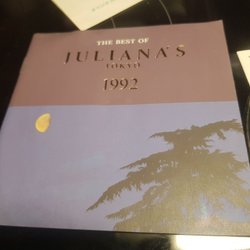 THE BEST OF
JULIANA'S
TOKYO
1992